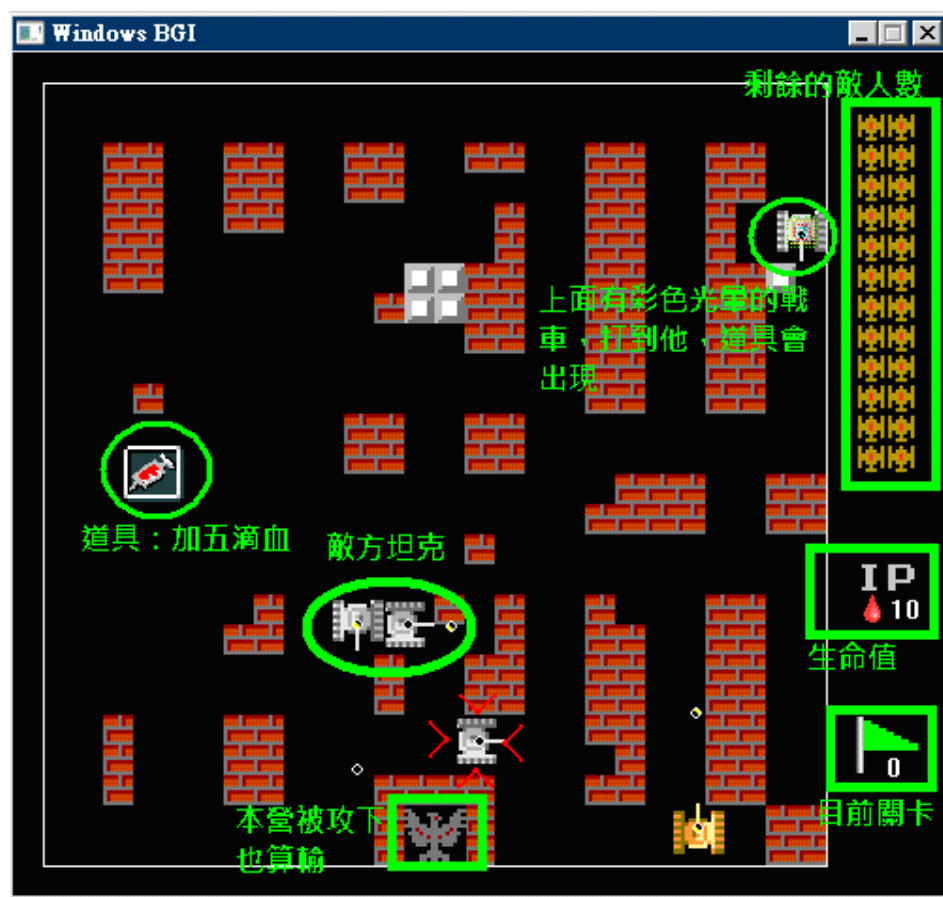 Windows BGI
剩餘的敵人數
上面有彩色光暈的戰
車，打到他，道具會
出現
道具：加五滴血
敵方坦克
IP
10
生命值
0
目前關卡
本營被攻下
也算輸